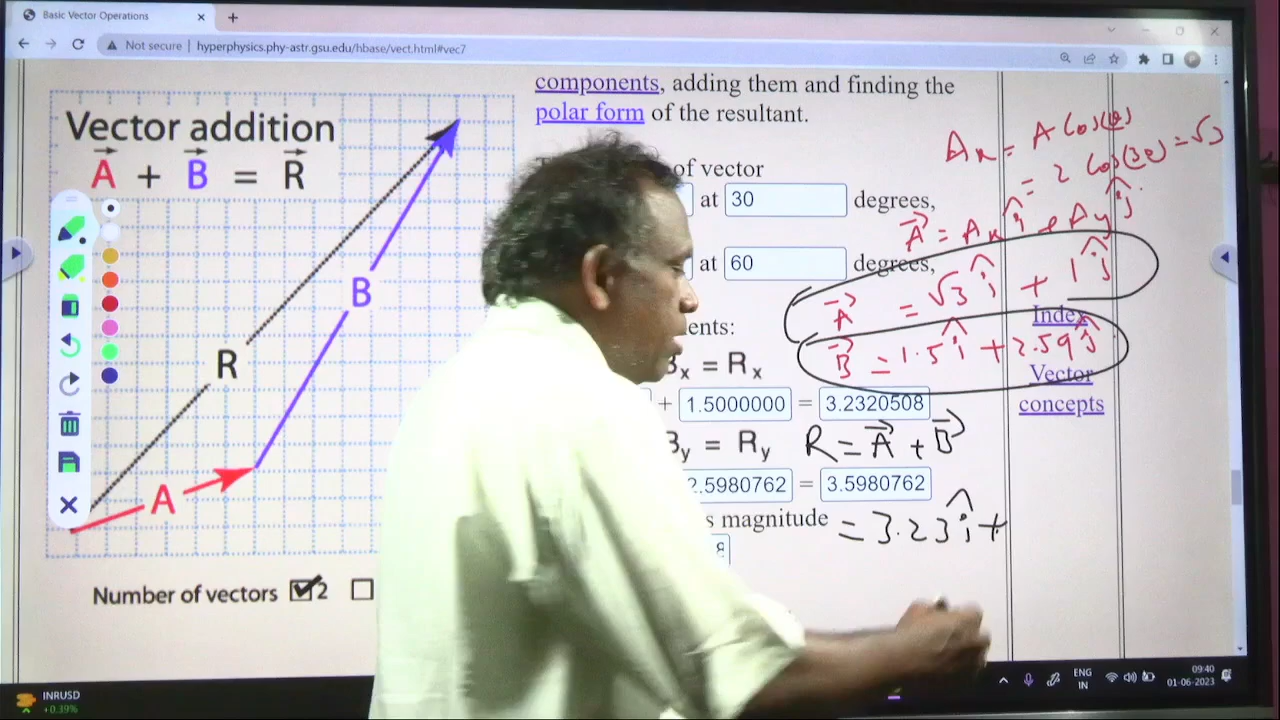 Basic Vector Operations
Not secure | hyperphysics.phy-astr.gsu.edu/hbase/vect.html#vec7
components, adding them and finding the
polar form of the resultant.
Vector addition
A + B = R
of vector
at 30 degrees,
at 60 degrees,
ents:
Bx = Rx
+ 1.5000000 = 3.2320508
By = Ry
2.5980762 = 3.5980762
s magnitude
8
R
B
A
Number of vectors 2
Index
Vector
concepts
= 2 cos(30) = √3
A = Ax i + Ay j
A = √3 i + 1 j
B = 1.5 i + 2.59 j
R = A + B
= 3.23 i +
INRUSD
+0.39%
ENG
IN
09:40
01-06-2023